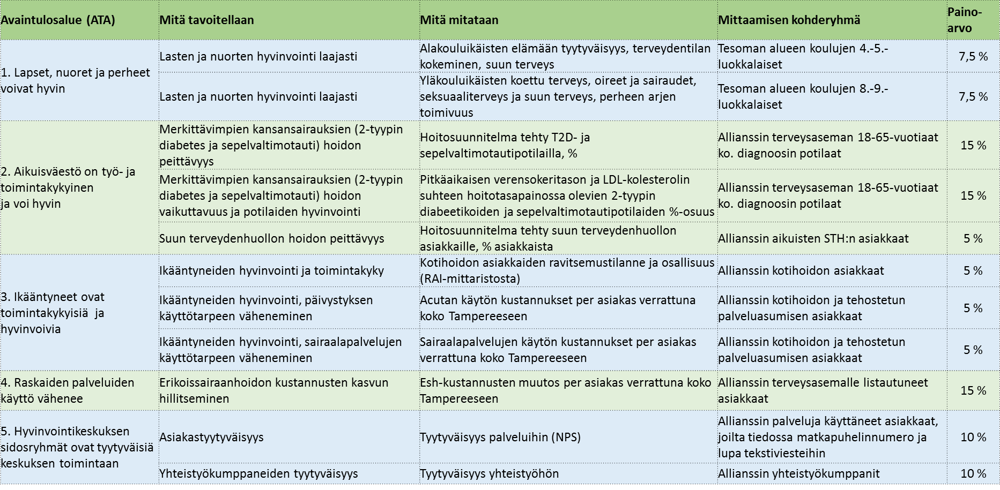 Avaintulosalue (ATA)
Mitä tavoitellaan
Mitä mitataan
Mittaamisen kohderyhmä
Paino-
arvo
1. Lapset, nuoret ja perheet
voivat hyvin
Lasten ja nuorten hyvinvointi laajasti
Alakouluikäisten elämään tyytyväisyys, terveydentilan
kokeminen, suun terveys
Tesoman alueen koulujen 4.-5.-
luokkalaiset
7,5 %
Lasten ja nuorten hyvinvointi laajasti
Yläkouluikäisten koettu terveys, oireet ja sairaudet,
seksuaaliterveys ja suun terveys, perheen arjen
toimivuus
Tesoman alueen koulujen 8.-9.-
luokkalaiset
7,5 %
2. Aikuisväestö on työ- ja
toimintakykyinen
ja voi hyvin
Merkittävimpien kansansairauksien (2-tyypin
diabetes ja sepelvaltimotauti) hoidon
peittävyys
Hoitosuunnitelma tehty T2D- ja
sepelvaltimotautipotilailla, %
Allianssin terveysaseman 18-65-vuotiaat
ko. diagnoosin potilaat
15 %
Merkittävimpien kansansairauksien (2-tyypin
diabetes ja sepelvaltimotauti) hoidon
vaikuttavuus ja potilaiden hyvinvointi
Pitkäaikaisen verensokeritason ja LDL-kolesterolin
suhteen hoitotasapainossa olevien 2-tyypin
diabeetikoiden ja sepelvaltimotautipotilaiden %-osuus
Allianssin terveysaseman 18-65-vuotiaat
ko. diagnoosin potilaat
15 %
Suun terveydenhuollon hoidon peittävyys
Hoitosuunnitelma tehty suun terveydenhuollon
asiakkaille, % asiakkaista
Allianssin aikuisten STH:n asiakkaat
5 %
3. Ikääntyneet ovat
toimintakykyisiä ja
hyvinvoivia
Ikääntyneiden hyvinvointi ja toimintakyky
Kotihoidon asiakkaiden ravitsemustilanne ja osallisuus
(RAI-mittaristosta)
Allianssin kotihoidon asiakkaat
5 %
Ikääntyneiden hyvinvointi, päivystyksen
käyttötarpeen väheneminen
Acutan käytön kustannukset per asiakas verrattuna
koko Tampereeseen
Allianssin kotihoidon ja tehostetun
palveluasumisen asiakkaat
5 %
Ikääntyneiden hyvinvointi, sairaalapalvelujen
käyttötarpeen väheneminen
Sairaalapalvelujen käytön kustannukset per asiakas
verrattuna koko Tampereeseen
Allianssin kotihoidon ja tehostetun
palveluasumisen asiakkaat
5 %
4. Raskaiden palveluiden
käyttö vähenee
Erikoissairaanhoidon kustannusten kasvun
hillitseminen
Esh-kustannusten muutos per asiakas verrattuna koko
Tampereeseen
Allianssin terveysasemalle listautuneet
asiakkaat
15 %
5. Hyvinvointikeskuksen
sidosryhmät ovat tyytyväisiä
keskuksen toimintaan
Asiakastyytyväisyys
Tyytyväisyys palveluihin (NPS)
Allianssin palveluja käyttäneet asiakkaat,
joilta tiedossa matkapuhelinnumero ja
lupa tekstiviesteihin
10 %
Yhteistyökumppaneiden tyytyväisyys
Tyytyväisyys yhteistyöhön
Allianssin yhteistyökumppanit
10 %